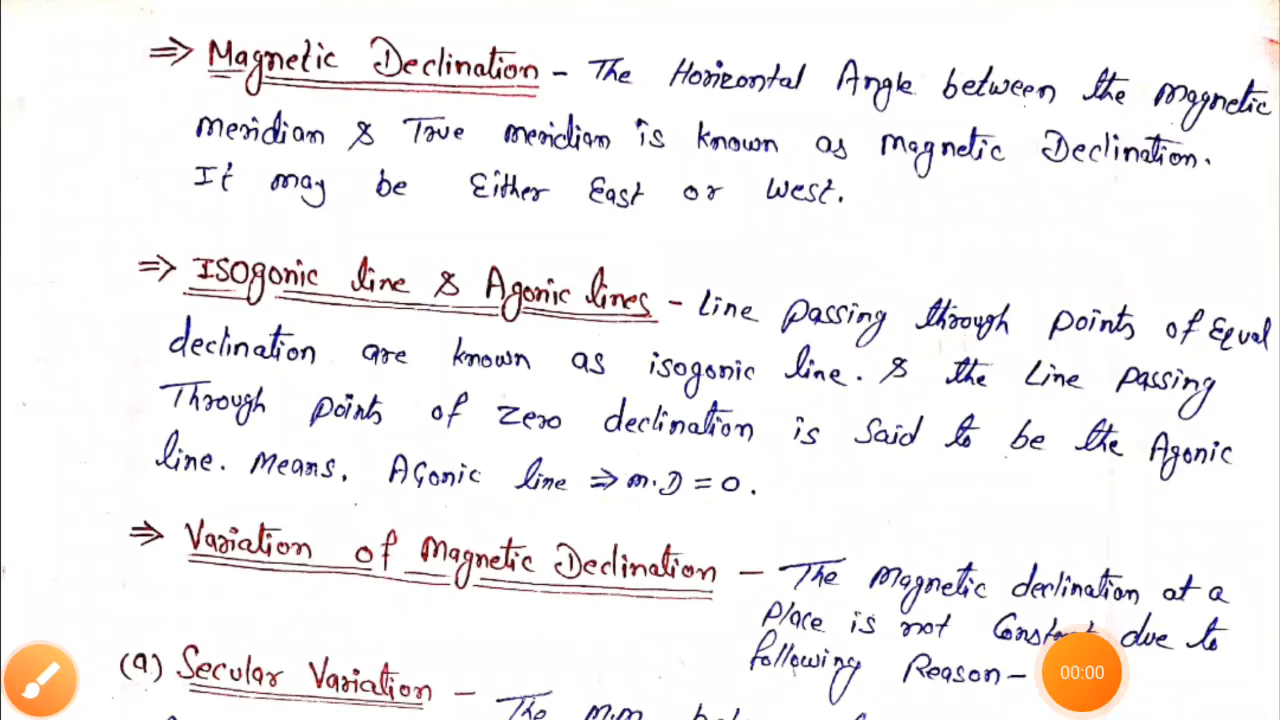 ⇒ Magnetic Declination - The Horizontal Angle between the magnetic
meridian & True meridian is known as magnetic Declination.
It may be Either East or West.
⇒ Isogonic line & Agonic lines - Line passing through points of Equal
declination are known as isogonic line. & the Line passing
Through points of zero declination is said to be the Agonic
line. Means. Agonic line ⇒ m.D = 0.
⇒ Variation of Magnetic Declination - The magnetic declination at a
place is not due to
following Reason-
(a) Secular Variation - The m.m
00:00